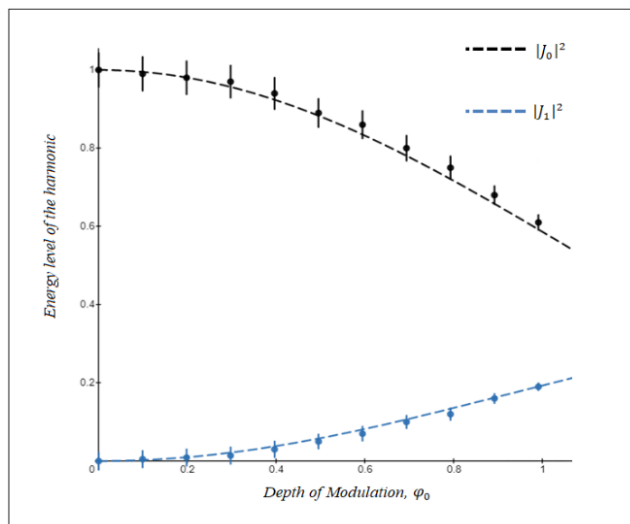 |J₀|²
|J₁|²
Energy level of the harmonic
1
0.8
0.6
0.4
0.2
0
0.2
0.4
0.6
0.8
1
Depth of Modulation, φ₀